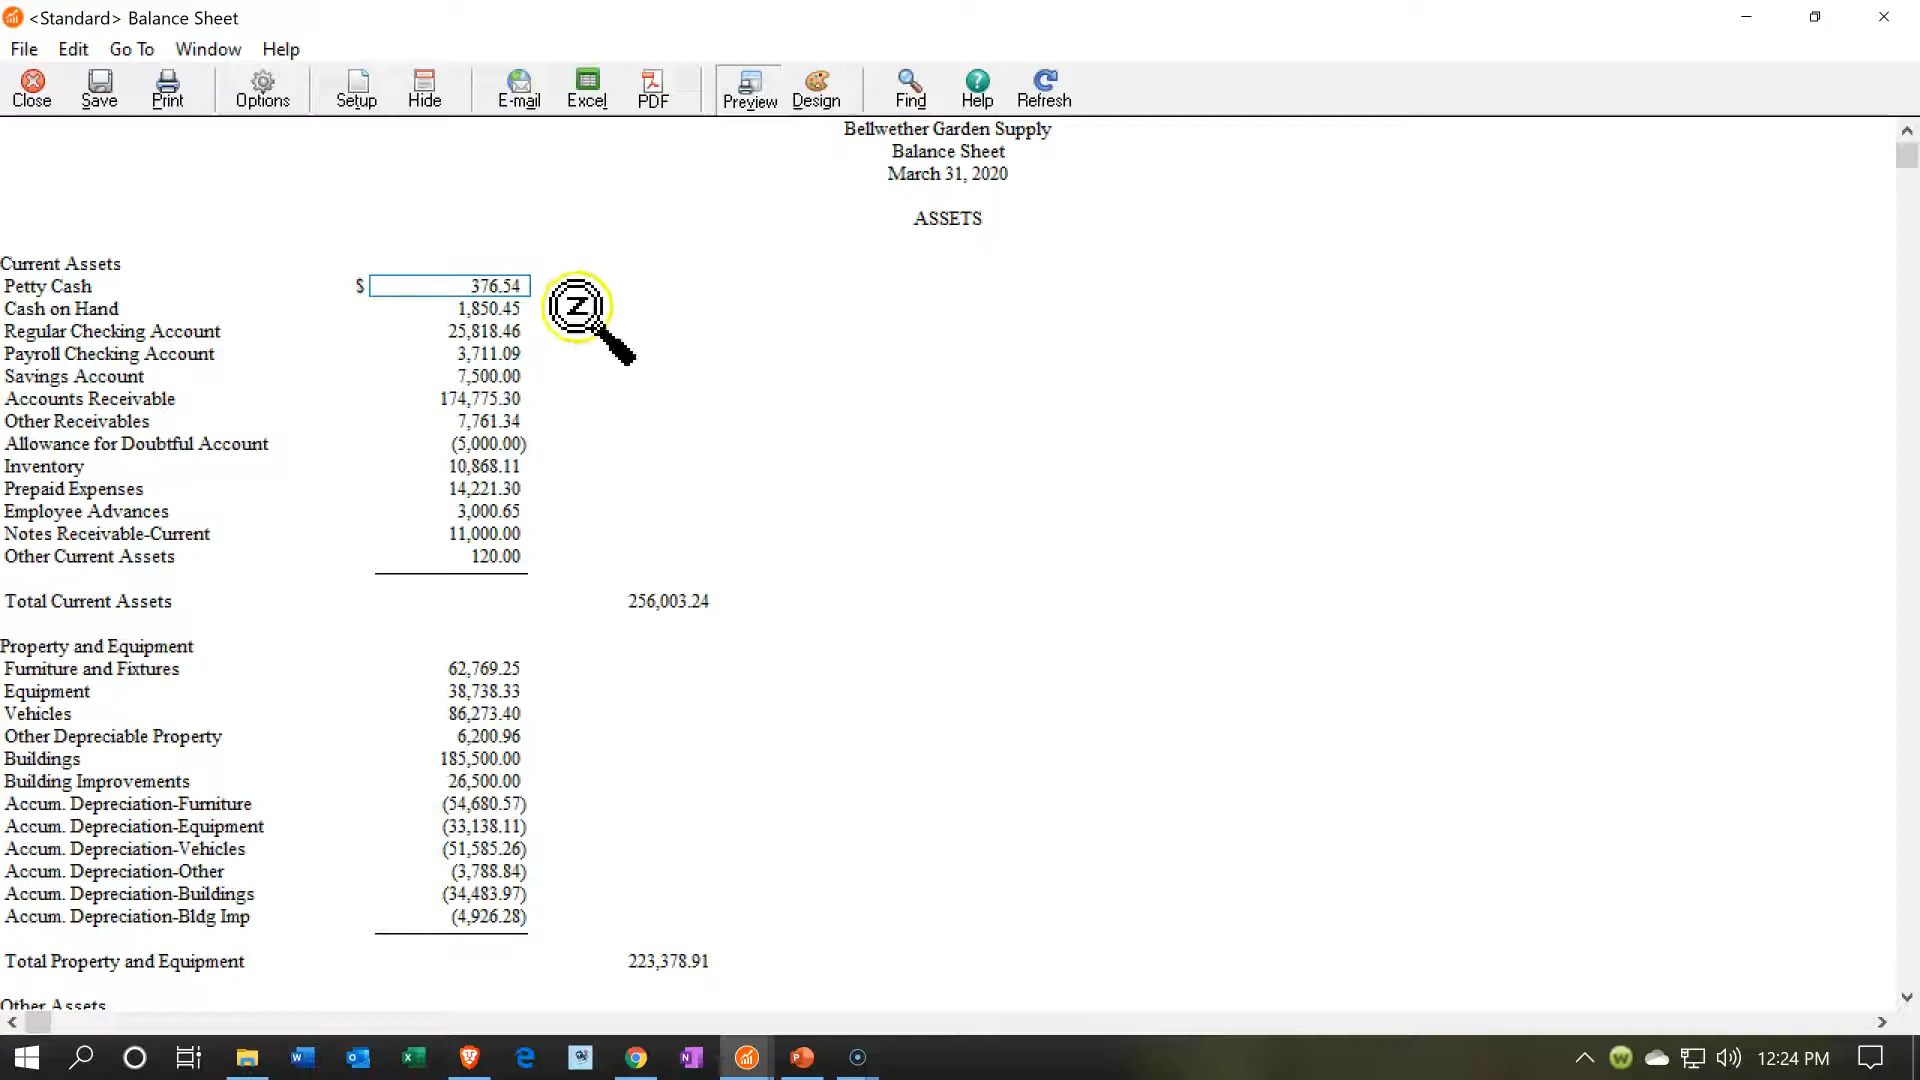 <Standard> Balance Sheet
File Edit Go To Window Help
Close Save Print Options Setup Hide E-mail Excel PDF Preview Design Find Help Refresh
Bellwether Garden Supply
Balance Sheet
March 31, 2020
ASSETS
Current Assets
Petty Cash $ 376.54
Cash on Hand 1,850.45
Regular Checking Account 25,818.46
Payroll Checking Account 3,711.09
Savings Account 7,500.00
Accounts Receivable 174,775.30
Other Receivables 7,761.34
Allowance for Doubtful Account (5,000.00)
Inventory 10,868.11
Prepaid Expenses 14,221.30
Employee Advances 3,000.65
Notes Receivable-Current 11,000.00
Other Current Assets 120.00
Total Current Assets 256,003.24
Property and Equipment
Furniture and Fixtures 62,769.25
Equipment 38,738.33
Vehicles 86,273.40
Other Depreciable Property 6,200.96
Buildings 185,500.00
Building Improvements 26,500.00
Accum. Depreciation-Furniture (54,680.57)
Accum. Depreciation-Equipment (33,138.11)
Accum. Depreciation-Vehicles (51,585.26)
Accum. Depreciation-Other (3,788.84)
Accum. Depreciation-Buildings (34,483.97)
Accum. Depreciation-Bldg Imp (4,926.28)
Total Property and Equipment 223,378.91
Other Assets
12:24 PM